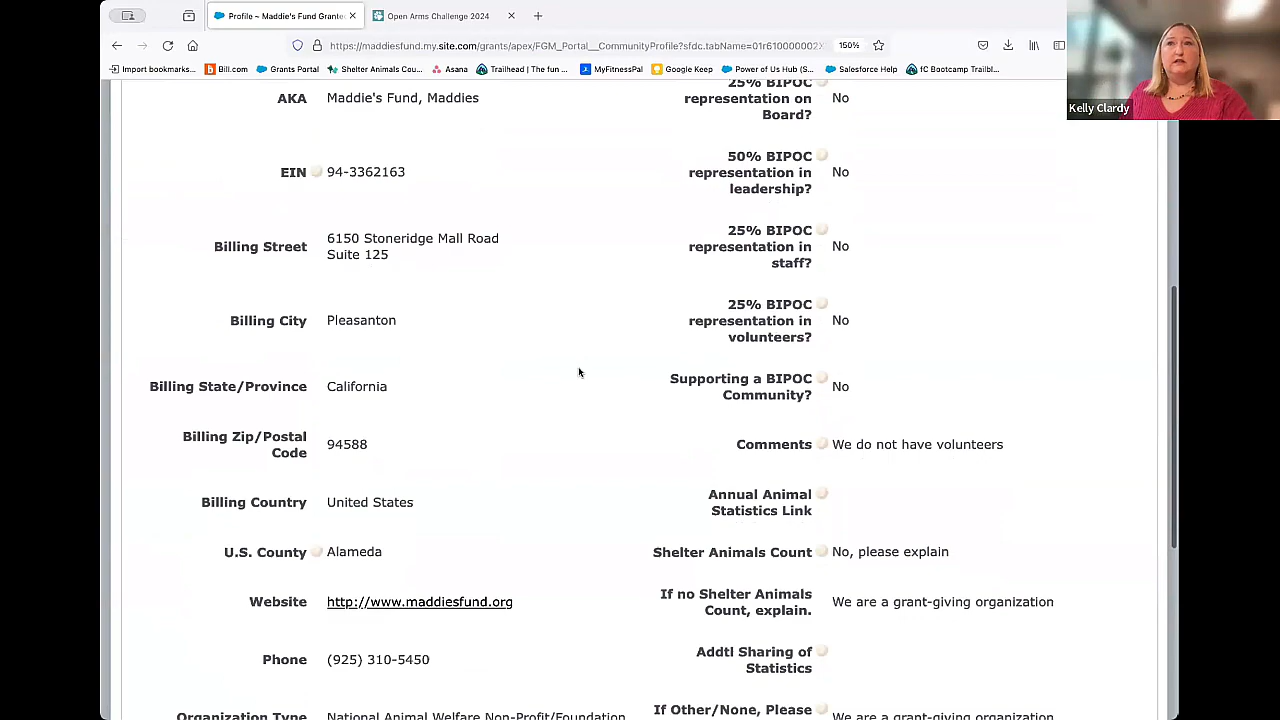 Profile ~ Maddie's Fund Grantee
Open Arms Challenge 2024
https://maddiesfund.my.site.com/grants/apex/FGM_Portal__CommunityProfile?sfdc.tabName=01r610000002X
150%
Import bookmarks...
Bill.com
Grants Portal
Shelter Animals Cou...
Asana
Trailhead | The fun ...
MyFitnessPal
Google Keep
Power of Us Hub (S...
Salesforce Help
fC Bootcamp Trailbl...
Kelly Clardy
AKA Maddie's Fund, Maddies
EIN 94-3362163
Billing Street 6150 Stoneridge Mall Road
Suite 125
Billing City Pleasanton
Billing State/Province California
Billing Zip/Postal
Code 94588
Billing Country United States
U.S. County Alameda
Website http://www.maddiesfund.org
Phone (925) 310-5450
Organization Type National Animal Welfare Non-Profit/Foundation
25% BIPOC
representation on No
Board?
50% BIPOC
representation in No
leadership?
25% BIPOC
representation in No
staff?
25% BIPOC
representation in No
volunteers?
Supporting a BIPOC
Community? No
Comments We do not have volunteers
Annual Animal
Statistics Link
Shelter Animals Count No, please explain
If no Shelter Animals
Count, explain. We are a grant-giving organization
Addtl Sharing of
Statistics
If Other/None, Please We are a grant-giving organization